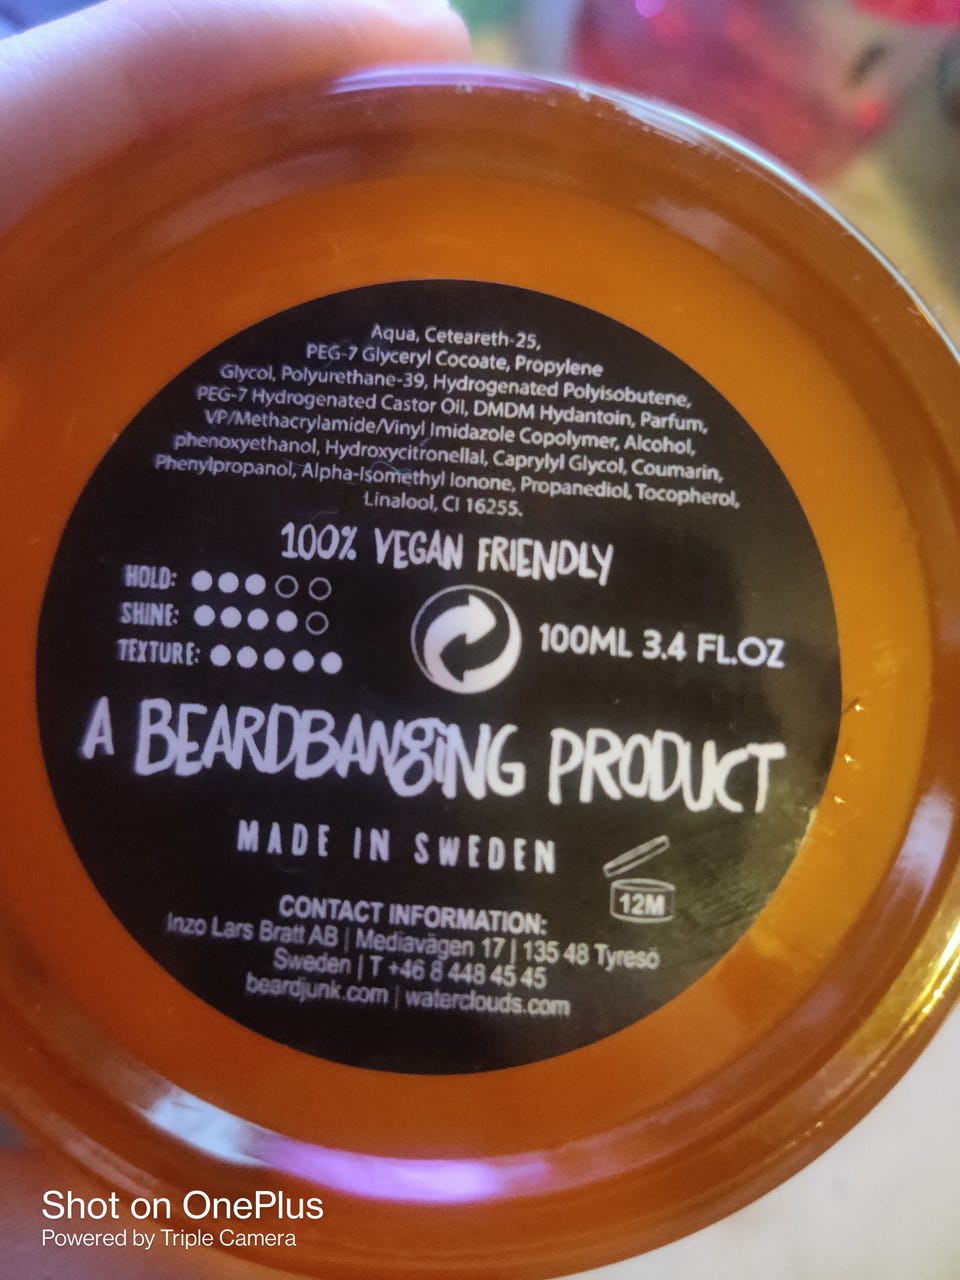 Aqua, Ceteareth-25,
PEG-7 Glyceryl Cocoate, Propylene
Glycol, Polyurethane-39, Hydrogenated Polyisobutene,
PEG-7 Hydrogenated Castor Oil, DMDM Hydantoin, Parfum,
VP/Methacrylamide/Vinyl Imidazole Copolymer, Alcohol,
phenoxyethanol, Hydroxycitronellal, Caprylyl Glycol, Coumarin,
Phenylpropanol, Alpha-Isomethyl Ionone, Propanediol, Tocopherol,
Linalool, CI 16255.
100% VEGAN FRIENDLY
HOLD:
SHINE:
TEXTURE:
100ML 3.4 FL.OZ
A BEARDBANGING PRODUCT
MADE IN SWEDEN
12M
CONTACT INFORMATION:
Inzo Lars Bratt AB | Mediavägen 17 | 135 48 Tyresö
Sweden | T +46 8 448 45 45
beardjunk.com | waterclouds.com
Shot on OnePlus
Powered by Triple Camera